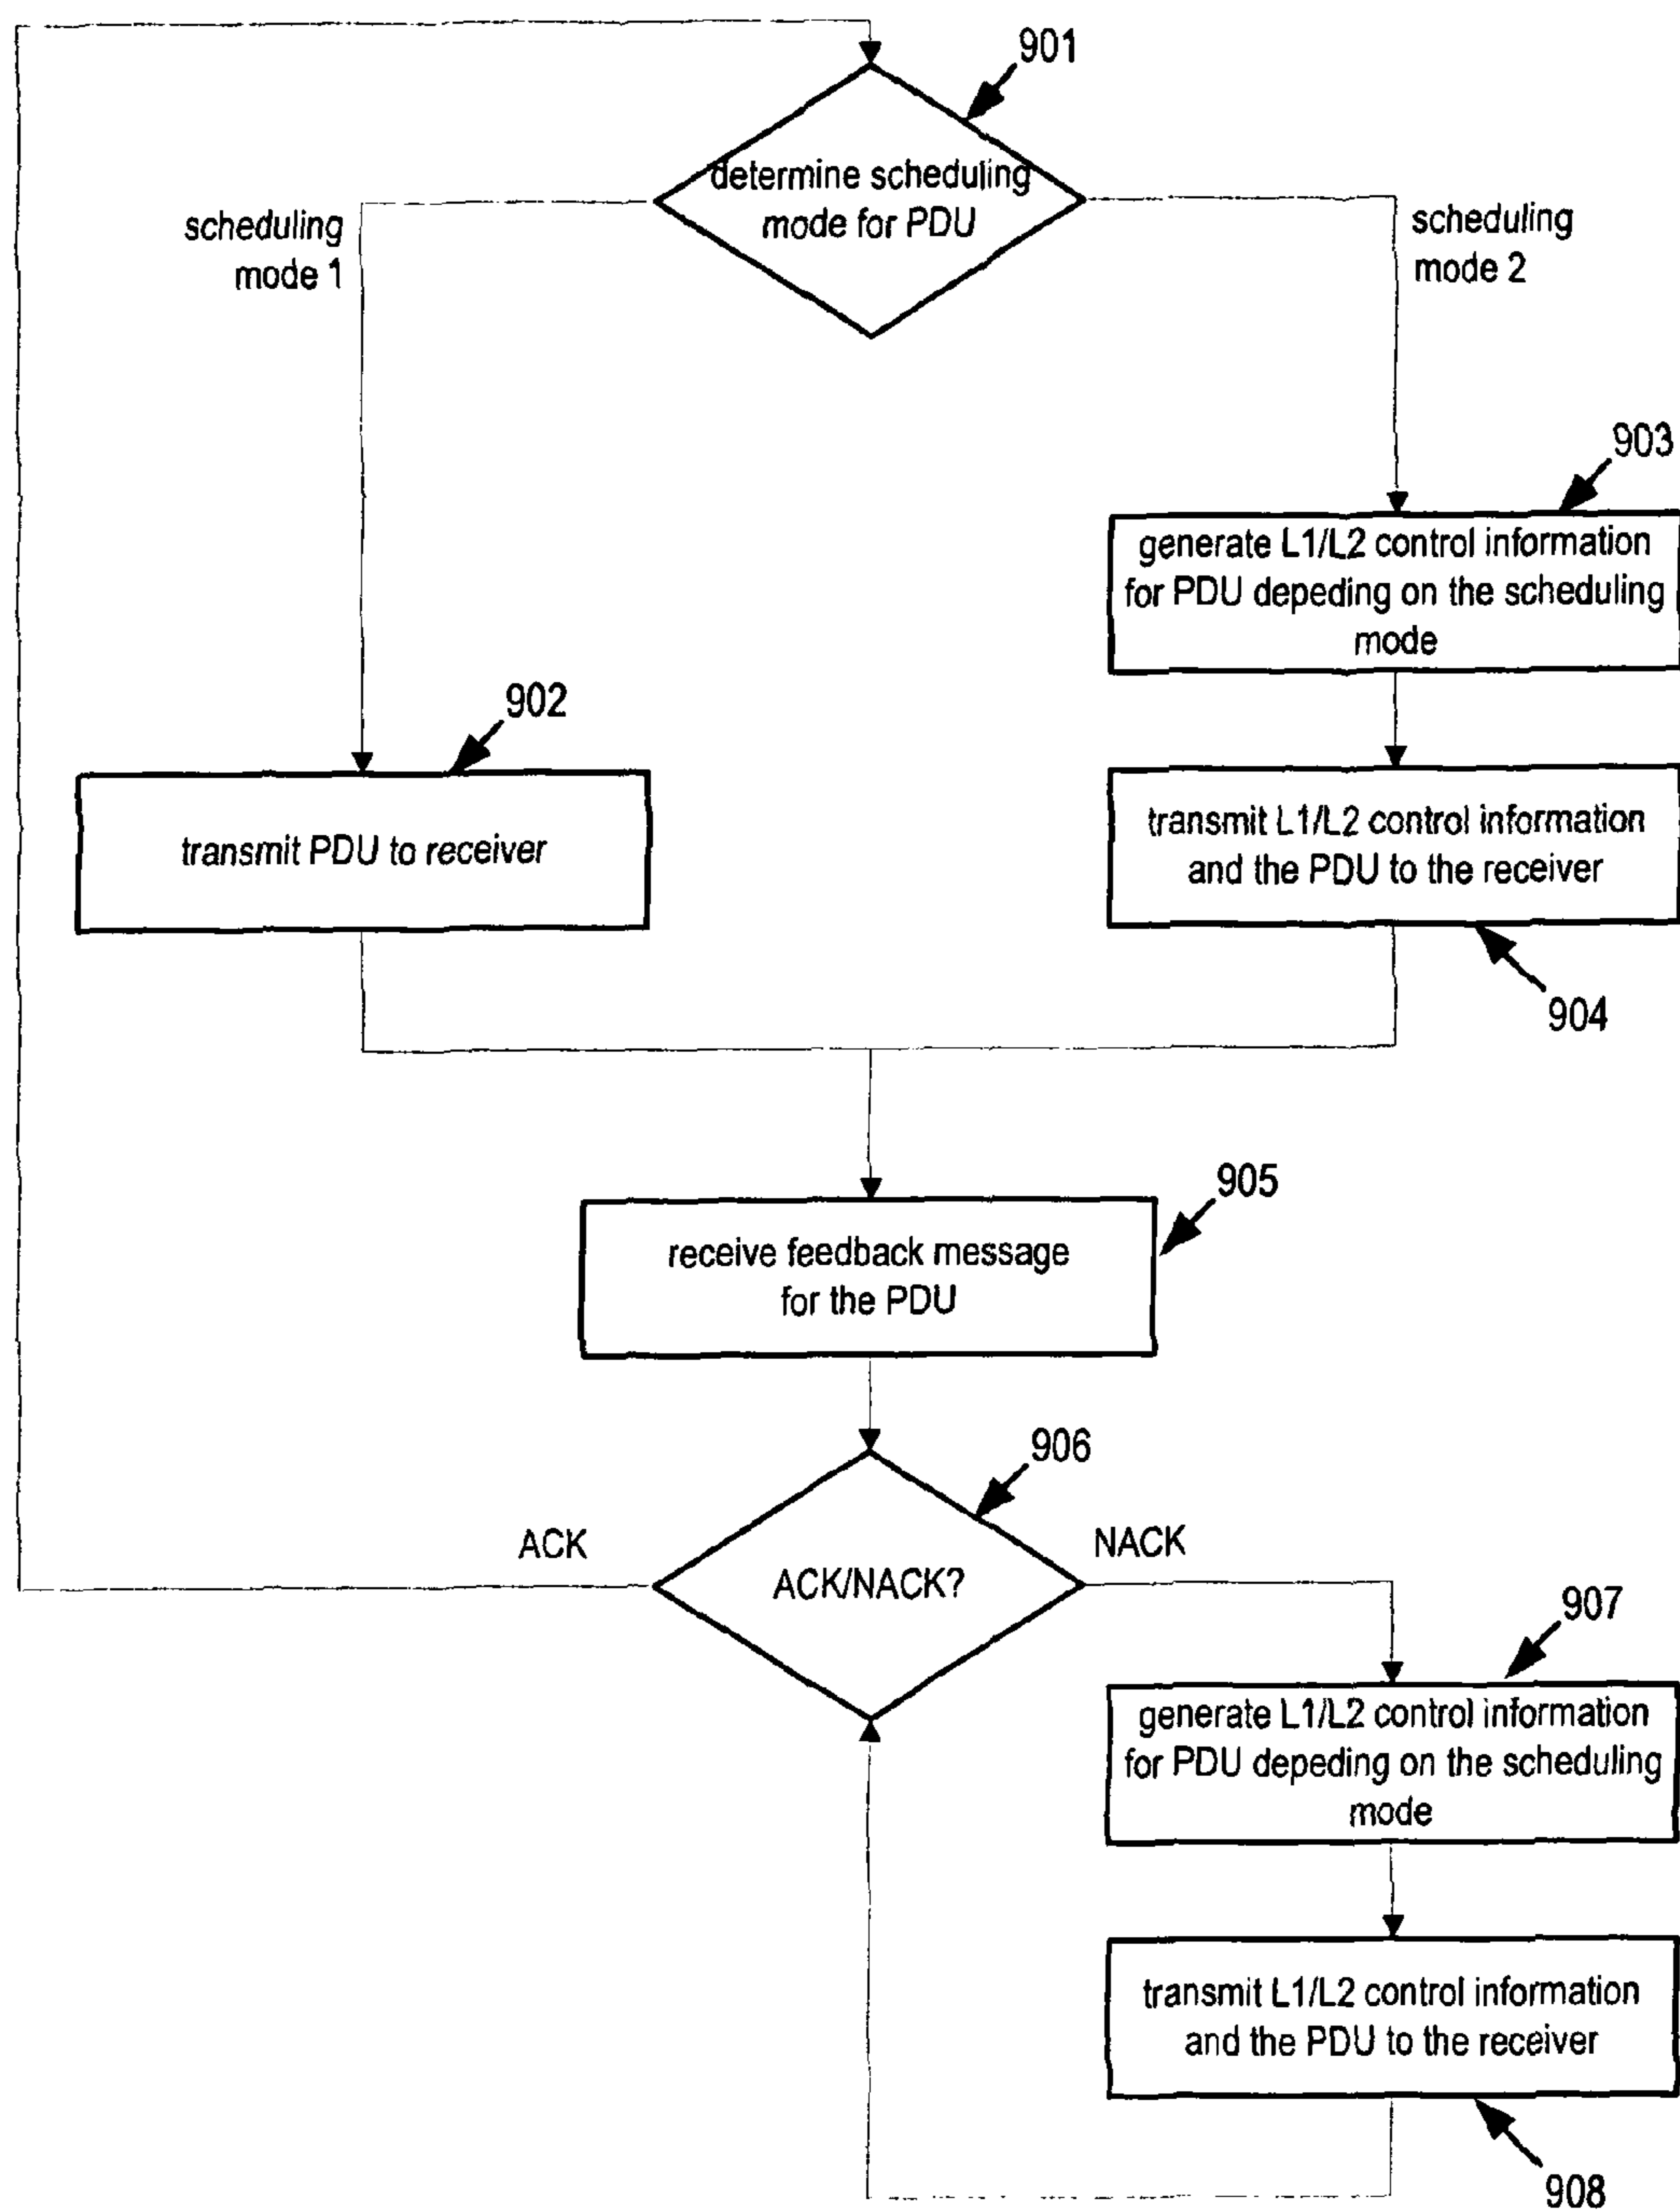 901
determine scheduling
mode for PDU
scheduling
mode 1
scheduling
mode 2
903
generate L1/L2 control information
for PDU depeding on the scheduling
mode
902
transmit PDU to receiver
transmit L1/L2 control information
and the PDU to the receiver
904
905
receive feedback message
for the PDU
906
ACK
NACK
ACK/NACK?
907
generate L1/L2 control information
for PDU depeding on the scheduling
mode
transmit L1/L2 control information
and the PDU to the receiver
908